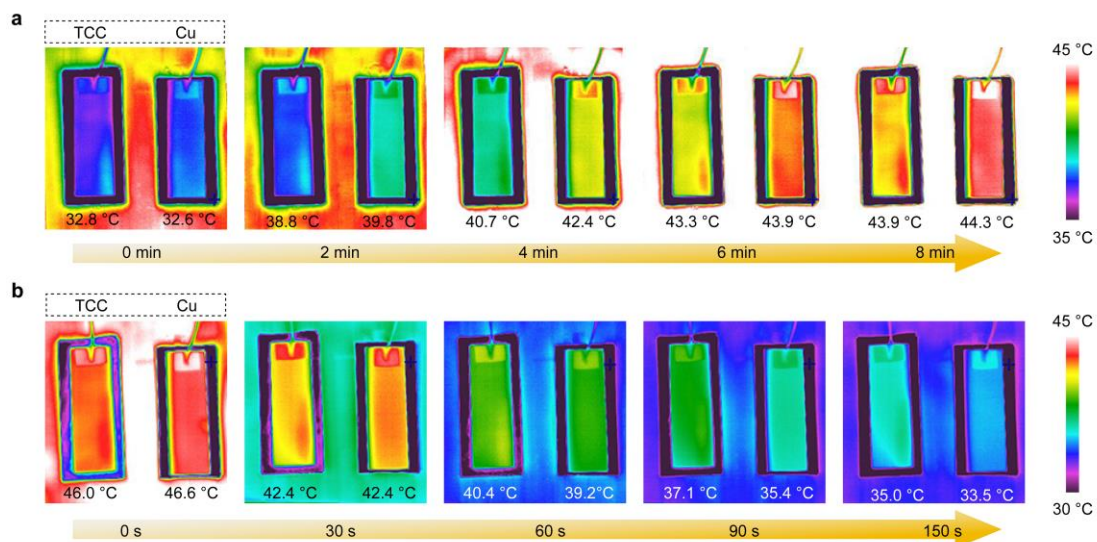 a
TCC Cu
45 °C
32.8 °C 32.6 °C 38.8 °C 39.8 °C 40.7 °C 42.4 °C 43.3 °C 43.9 °C 43.9 °C 44.3 °C
35 °C
0 min 2 min 4 min 6 min 8 min
b
TCC Cu
45 °C
46.0 °C 46.6 °C 42.4 °C 42.4 °C 40.4 °C 39.2°C 37.1 °C 35.4 °C 35.0 °C 33.5 °C
30 °C
0 s 30 s 60 s 90 s 150 s